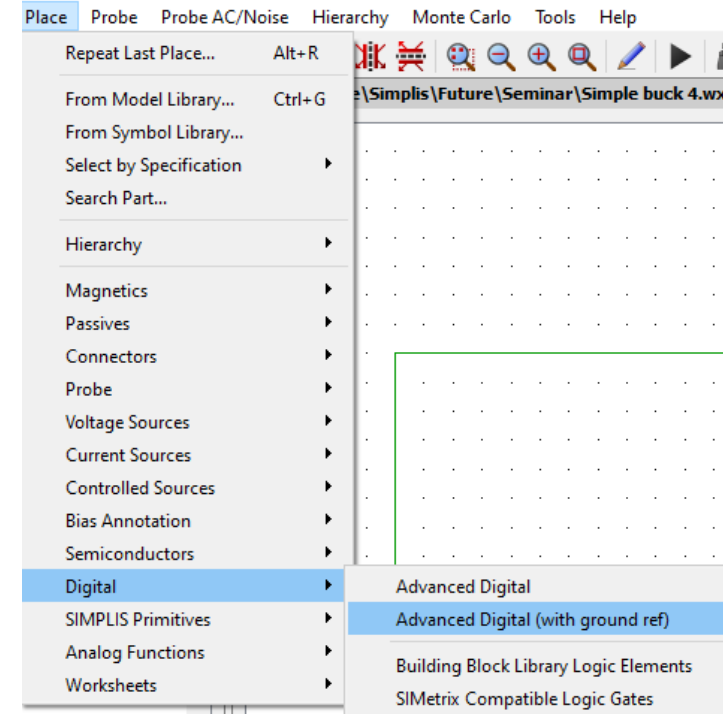 Place Probe Probe AC/Noise Hierarchy Monte Carlo Tools Help
Repeat Last Place... Alt+R
From Model Library... Ctrl+G
\Simplis\Future\Seminar\Simple buck 4.wx
From Symbol Library...
Select by Specification
Search Part...
Hierarchy
Magnetics
Passives
Connectors
Probe
Voltage Sources
Current Sources
Controlled Sources
Bias Annotation
Semiconductors
Digital
Advanced Digital
SIMPLIS Primitives
Advanced Digital (with ground ref)
Analog Functions
Building Block Library Logic Elements
Worksheets
SIMetrix Compatible Logic Gates